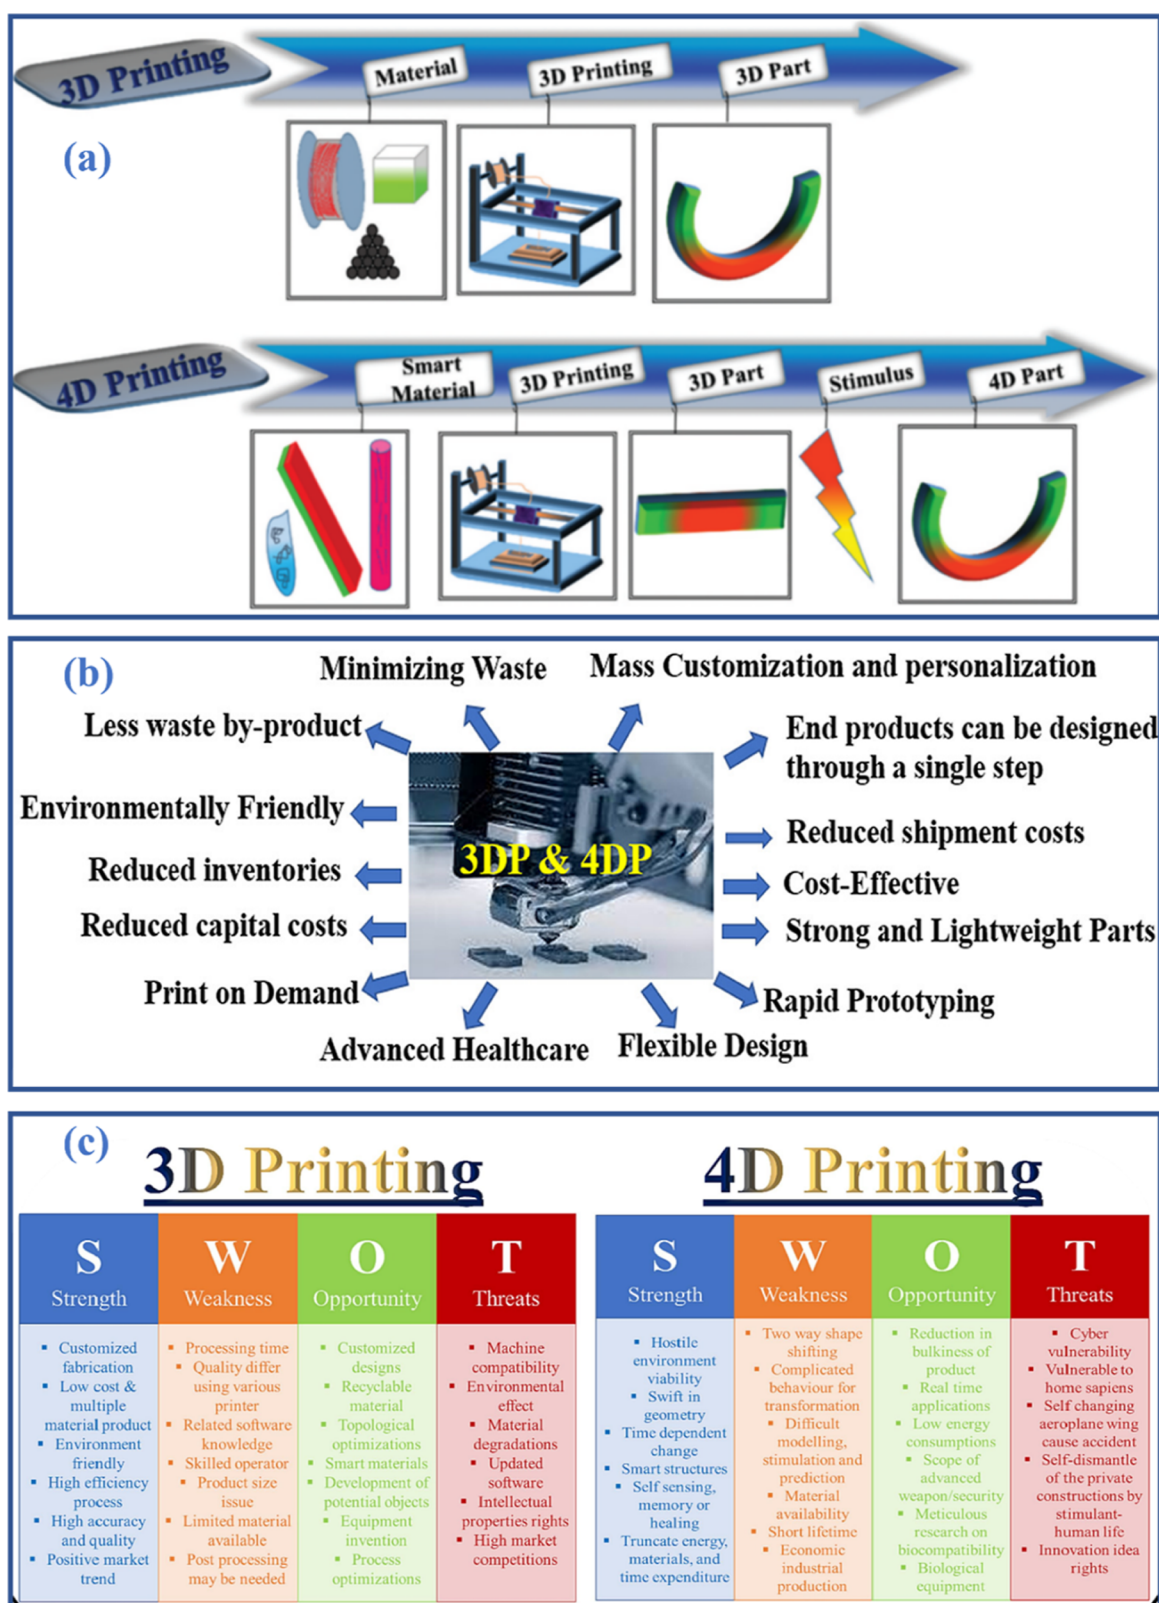 3D Printing
Material
3D Printing
3D Part
(a)
4D Printing
Smart
Material
3D Printing
3D Part
Stimulus
4D Part
(b)
Minimizing Waste
Mass Customization and personalization
Less waste by-product
End products can be designed
through a single step
Environmentally Friendly
Reduced shipment costs
3DP & 4DP
Reduced inventories
Cost-Effective
Reduced capital costs
Strong and Lightweight Parts
Print on Demand
Rapid Prototyping
Advanced Healthcare
Flexible Design
(c)
3D Printing
S
Strength
▪ Customized
fabrication
▪ Low cost &
multiple
material product
▪ Environment
friendly
▪ High efficiency
process
▪ High accuracy
and quality
▪ Positive market
trend
W
Weakness
▪ Processing time
▪ Quality differ
using various
printer
▪ Related software
knowledge
▪ Skilled operator
▪ Product size
issue
▪ Limited material
available
▪ Post processing
may be needed
O
Opportunity
▪ Customized
designs
▪ Recyclable
material
▪ Topological
optimizations
▪ Smart materials
▪ Development of
potential objects
▪ Equipment
invention
▪ Process
optimizations
T
Threats
▪ Machine
compatibility
▪ Environmental
effect
▪ Material
degradations
▪ Updated
software
▪ Intellectual
properties rights
▪ High market
competitions
4D Printing
S
Strength
▪ Hostile
environment
viability
▪ Swift in
geometry
▪ Time dependent
change
▪ Smart structures
▪ Self sensing,
memory or
healing
▪ Truncate energy,
materials, and
time expenditure
W
Weakness
▪ Two way shape
shifting
▪ Complicated
behaviour for
transformation
▪ Difficult
modelling,
stimulation and
prediction
▪ Material
availability
▪ Short lifetime
▪ Economic
industrial
production
O
Opportunity
▪ Reduction in
bulkiness of
product
▪ Real time
applications
▪ Low energy
consumptions
▪ Scope of
advanced
weapon/security
▪ Meticulous
research on
biocompatibility
▪ Biological
equipment
T
Threats
▪ Cyber
vulnerability
▪ Vulnerable to
home sapiens
▪ Self changing
aeroplane wing
cause accident
▪ Self-dismantle
of the private
constructions by
stimulant-
human life
▪ Innovation idea
rights